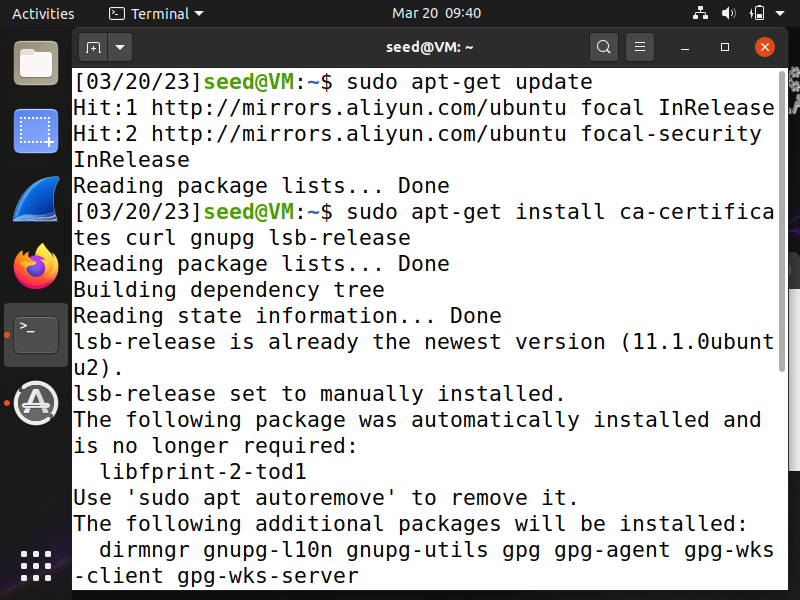 Activities
Terminal
Mar 20 09:40
seed@VM: ~
[03/20/23]seed@VM:~$ sudo apt-get update
Hit:1 http://mirrors.aliyun.com/ubuntu focal InRelease
Hit:2 http://mirrors.aliyun.com/ubuntu focal-security
InRelease
Reading package lists... Done
[03/20/23]seed@VM:~$ sudo apt-get install ca-certifica
tes curl gnupg lsb-release
Reading package lists... Done
Building dependency tree
Reading state information... Done
lsb-release is already the newest version (11.1.0ubunt
u2).
lsb-release set to manually installed.
The following package was automatically installed and
is no longer required:
  libfprint-2-tod1
Use 'sudo apt autoremove' to remove it.
The following additional packages will be installed:
  dirmngr gnupg-l10n gnupg-utils gpg gpg-agent gpg-wks
-client gpg-wks-server